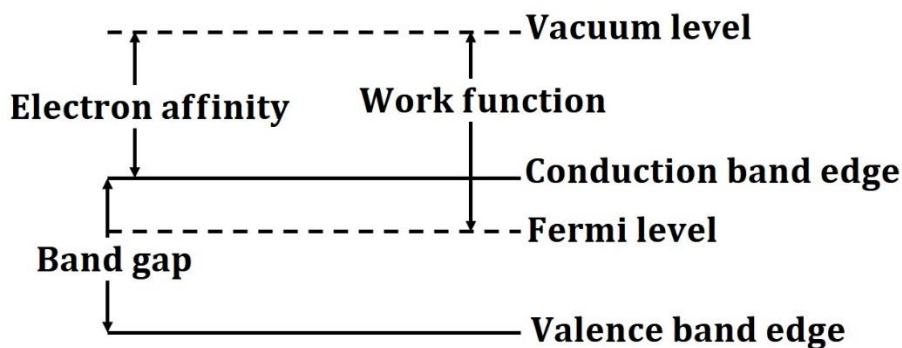 Vacuum level
Electron affinity
Work function
Conduction band edge
Fermi level
Band gap
Valence band edge